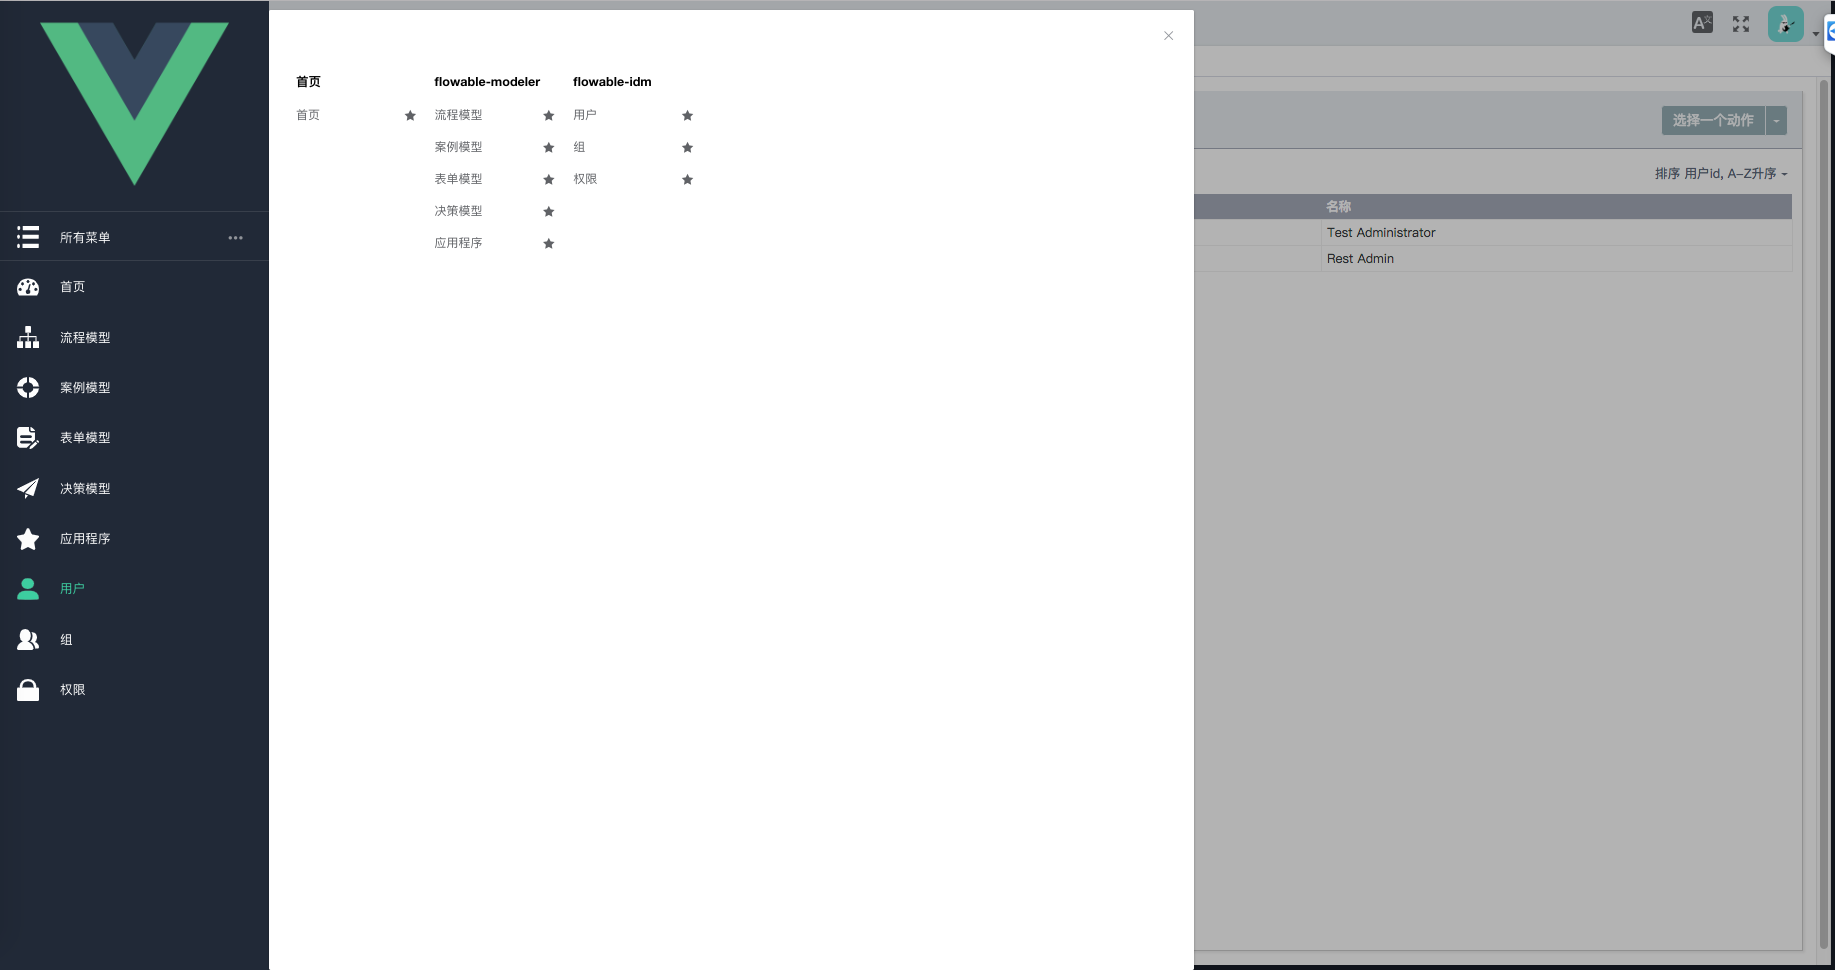 所有菜单
首页
流程模型
案例模型
表单模型
决策模型
应用程序
用户
组
权限
首页
首页
flowable-modeler
流程模型
案例模型
表单模型
决策模型
应用程序
flowable-idm
用户
组
权限
选择一个动作
排序 用户id, A-Z升序
名称
Test Administrator
Rest Admin